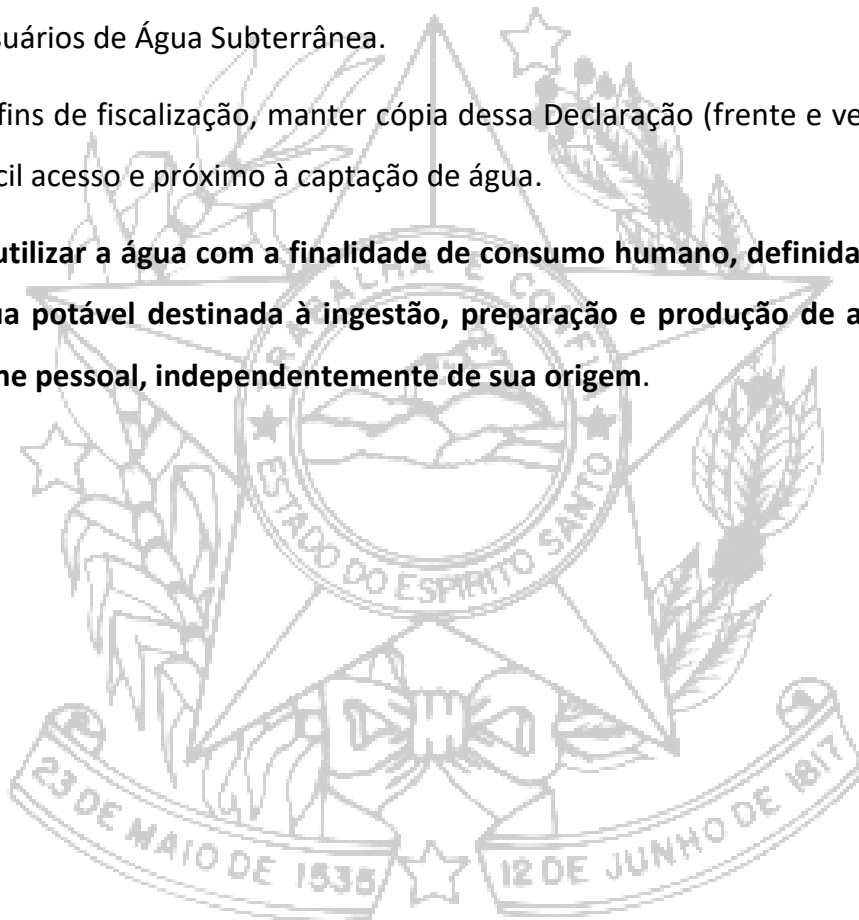 suários de Água Subterrânea.
fins de fiscalização, manter cópia dessa Declaração (frente e ve
cil acesso e próximo à captação de água.
utilizar a água com a finalidade de consumo humano, definida
ua potável destinada à ingestão, preparação e produção de a
ne pessoal, independentemente de sua origem.
TRABALHA E CONFIA
ESTADO DO ESPIRITO SANTO
23 DE MAIO DE 1535
12 DE JUNHO DE 1817